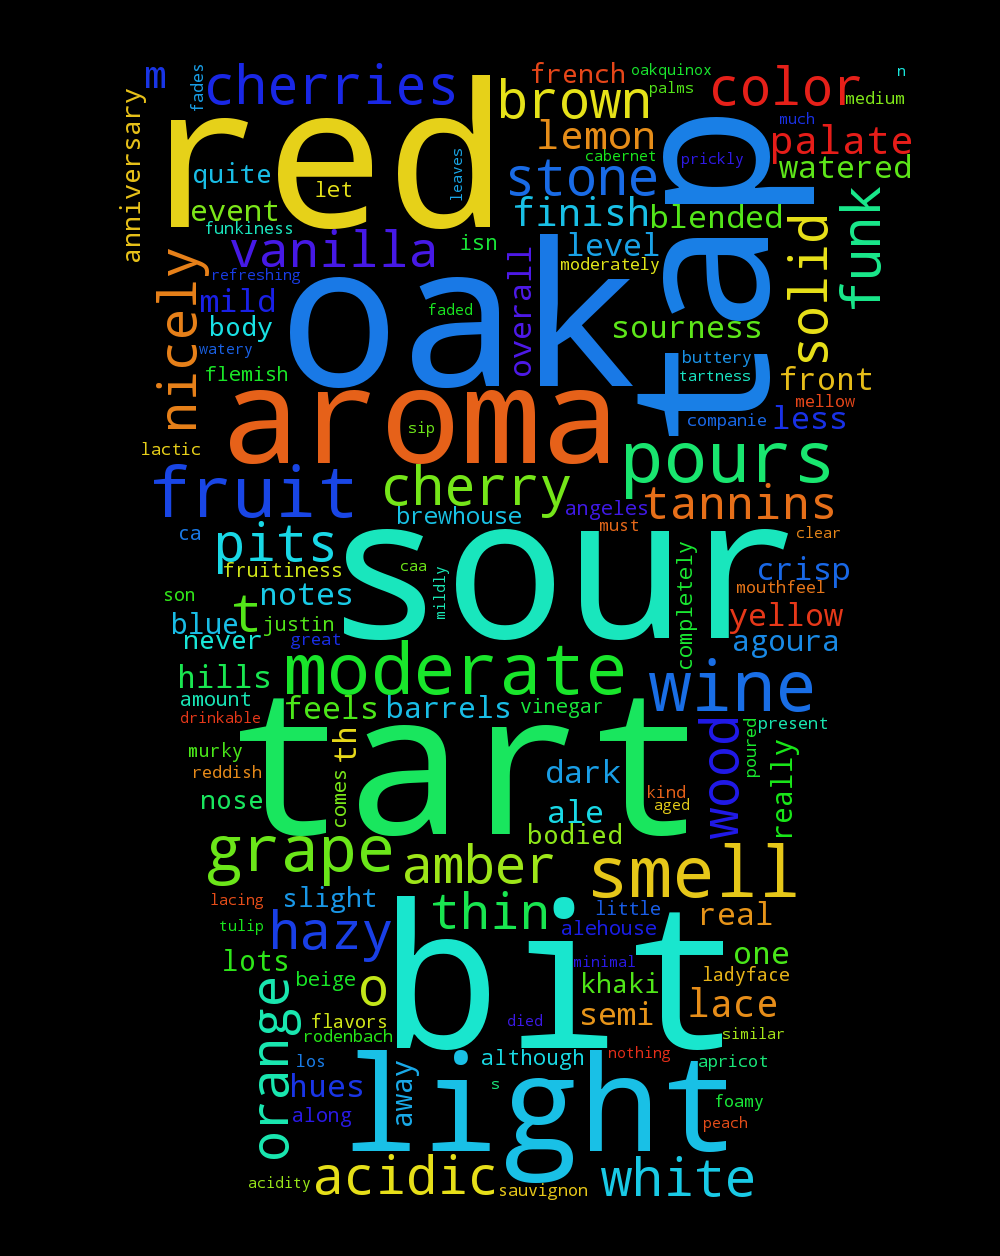 m
fades
cherries
french
oakquinox
n
red
brown
palms
color
medium
anniversary
lemon
much
palate
tap
quite
let
leaves
cabernet
prickly
watered
stone
event
finish
blended
solid
funk
funkiness
vanilla
isn
level
nicely
refreshing
overall
moderately
oak
mild
faded
body
sourness
watery
buttery
flemish
tartness
front
aroma
mellow
sip
companie
less
lactic
pours
fruit
cherry
tannins
brewhouse
angeles
must
ca
pits
sour
clear
completely
fruitiness
caa
mildly
crisp
mouthfeel
son
t
notes
blue
justin
yellow
never
great
agoura
hills
moderate
wine
amount
feels
barrels
vinegar
drinkable
tart
th
wood
poured
present
murky
really
reddish
comes
dark
nose
kind
aged
ale
bodied
grape
amber
smell
lacing
slight
thin
little
real
tulip
hazy
alehouse
bit
lots
minimal
one
beige
o
khaki
ladyface
orange
flavors
died
semi
lace
rodenbach
similar
los
although
nothing
apricot
hues
away
s
light
along
foamy
peach
acidity
acidic
sauvignon
white